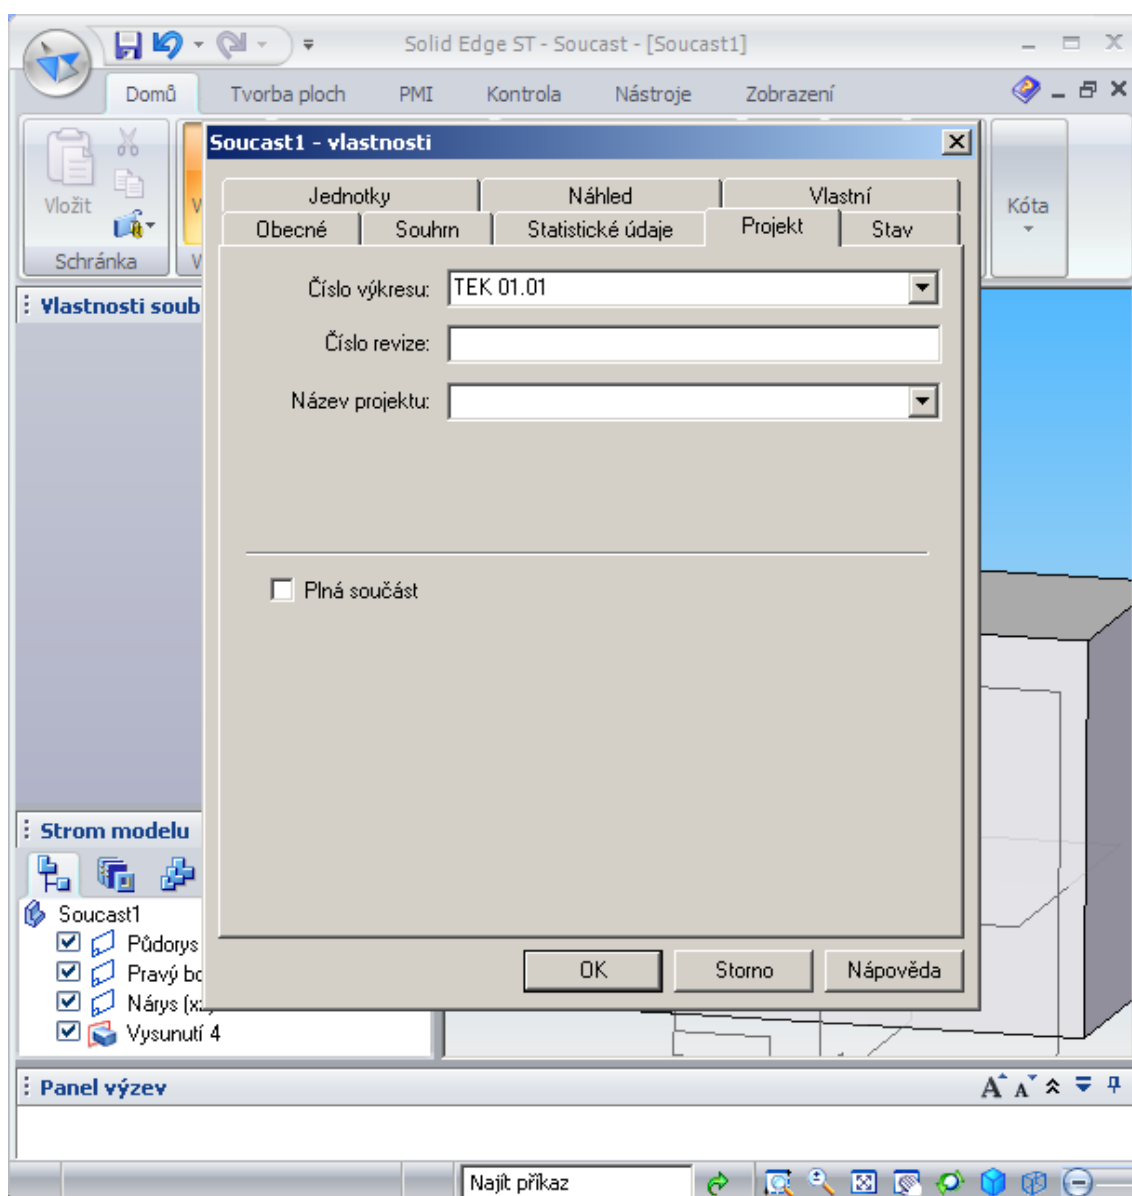 Solid Edge ST - Soucast - [Soucast1]
Domů Tvorba ploch PMI Kontrola Nástroje Zobrazení
Vložit
Schránka
V
V
Kóta
Soucast1 - vlastnosti
Jednotky Náhled Vlastní
Obecné Souhrn Statistické údaje Projekt Stav
Číslo výkresu: TEK 01.01
Číslo revize:
Název projektu:
Plná součást
OK Storno Nápověda
Vlastnosti soub
Strom modelu
Soucast1
Půdorys
Pravý bo
Nárys (x
Vysunutí 4
Panel výzev
Najít příkaz